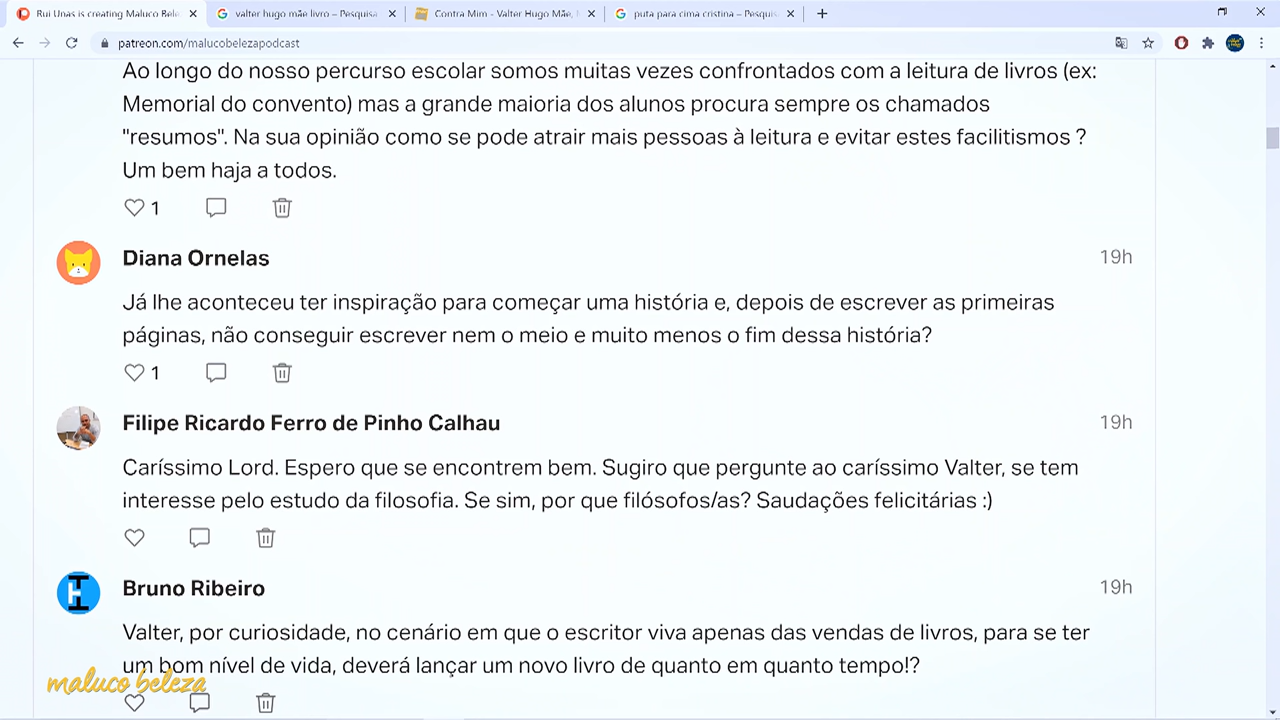 Rui Unas is creating Maluco Bele
valter hugo mãe livro – Pesquisa
Contra Mim - Valter Hugo Mãe,
puta para cima cristina – Pesquis
patreon.com/malucobelezapodcast
Ao longo do nosso percurso escolar somos muitas vezes confrontados com a leitura de livros (ex:
Memorial do convento) mas a grande maioria dos alunos procura sempre os chamados
"resumos". Na sua opinião como se pode atrair mais pessoas à leitura e evitar estes facilitismos ?
Um bem haja a todos.
1
Diana Ornelas
19h
Já lhe aconteceu ter inspiração para começar uma história e, depois de escrever as primeiras
páginas, não conseguir escrever nem o meio e muito menos o fim dessa história?
1
Filipe Ricardo Ferro de Pinho Calhau
19h
Caríssimo Lord. Espero que se encontrem bem. Sugiro que pergunte ao caríssimo Valter, se tem
interesse pelo estudo da filosofia. Se sim, por que filósofos/as? Saudações felicitárias :)
Bruno Ribeiro
19h
Valter, por curiosidade, no cenário em que o escritor viva apenas das vendas de livros, para se ter
um bom nível de vida, deverá lançar um novo livro de quanto em quanto tempo!?
maluco beleza